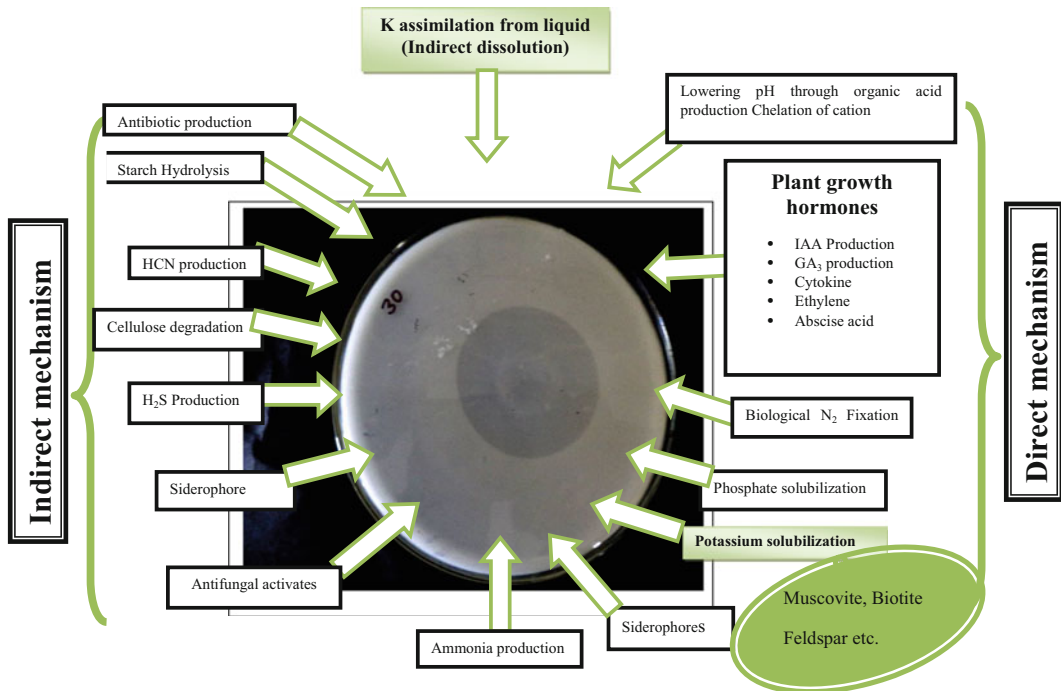 K assimilation from liquid
(Indirect dissolution)
Lowering pH through organic acid
production Chelation of cation
Antibiotic production
Starch Hydrolysis
HCN production
Cellulose degradation
H₂S Production
Siderophore
Antifungal activates
Ammonia production
Siderophores
Indirect mechanism
30
Plant growth
hormones
• IAA Production
• GA₃ production
• Cytokine
• Ethylene
• Abscise acid
Biological N₂ Fixation
Phosphate solubilization
Potassium solubilization
Muscovite, Biotite
Feldspar etc.
Direct mechanism